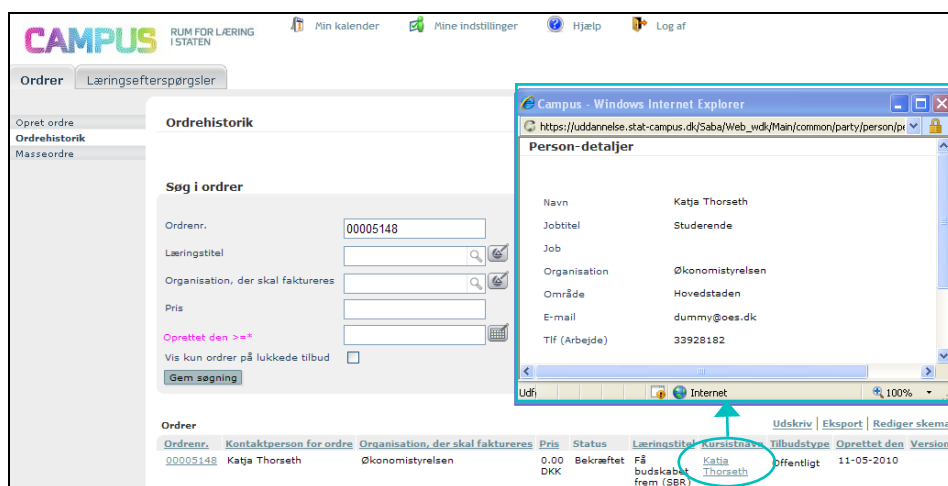 CAMPUS RUM FOR LÆRING
I STATEN
Min kalender Mine indstillinger Hjælp Log af
Ordrer Læringsefterspørgsler
Opret ordre
Ordrehistorik
Masseordre
Ordrehistorik
Søg i ordrer
Ordrenr. 00005148
Læringstitel
Organisation, der skal faktureres
Pris
Oprettet den >=*
Vis kun ordrer på lukkede tilbud
Gem søgning
Campus - Windows Internet Explorer
https://uddannelse.stat-campus.dk/Saba/Web_wdk/Main/common/party/person/pe
Person-detaljer
Navn Katja Thorseth
Jobtitel Studerende
Job
Organisation Økonomistyrelsen
Område Hovedstaden
E-mail dummy@oes.dk
Tlf (Arbejde) 33928182
Udf Internet 100%
Ordrer Udskriv | Eksport | Rediger skema
Ordrenr. Kontaktperson for ordre Organisation, der skal faktureres Pris Status Læringstitel Kursistnavn Tilbudstype Oprettet den Version
00005148 Katja Thorseth Økonomistyrelsen 0.00 Bekræftet Få Katja Offentligt 11-05-2010
DKK budskabet Thorseth
frem (SBR)